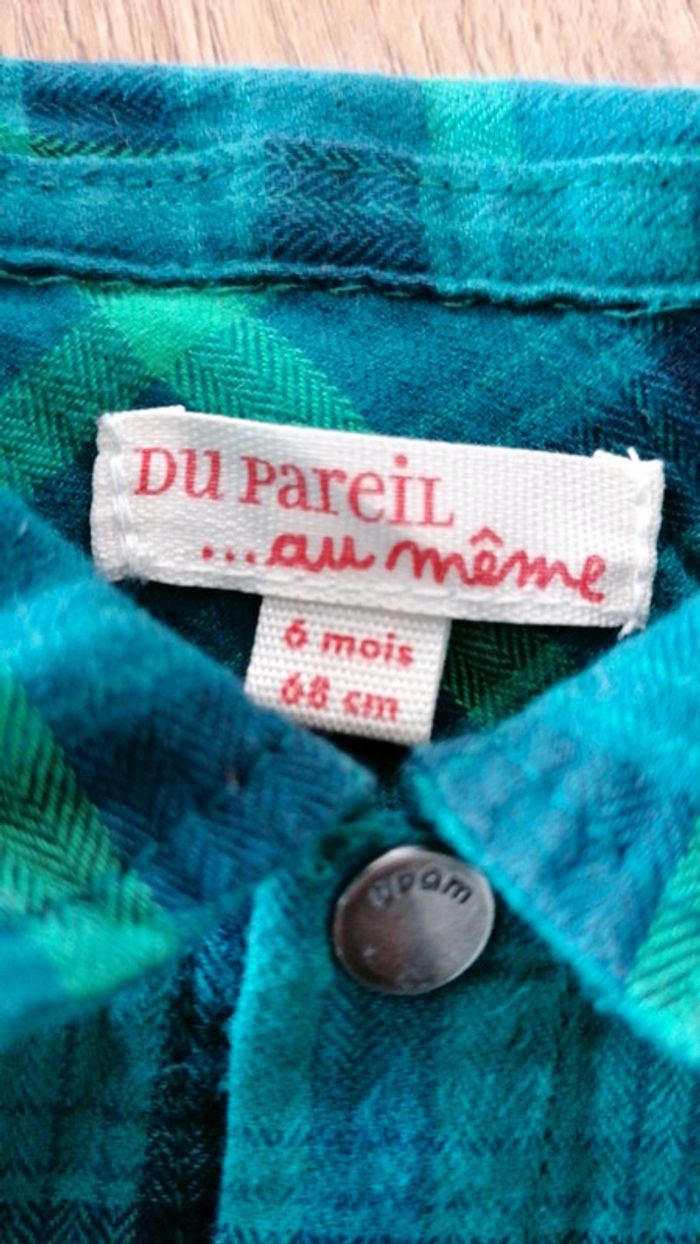 DU PareiL
...au même
6 mois
68 cm
dpam